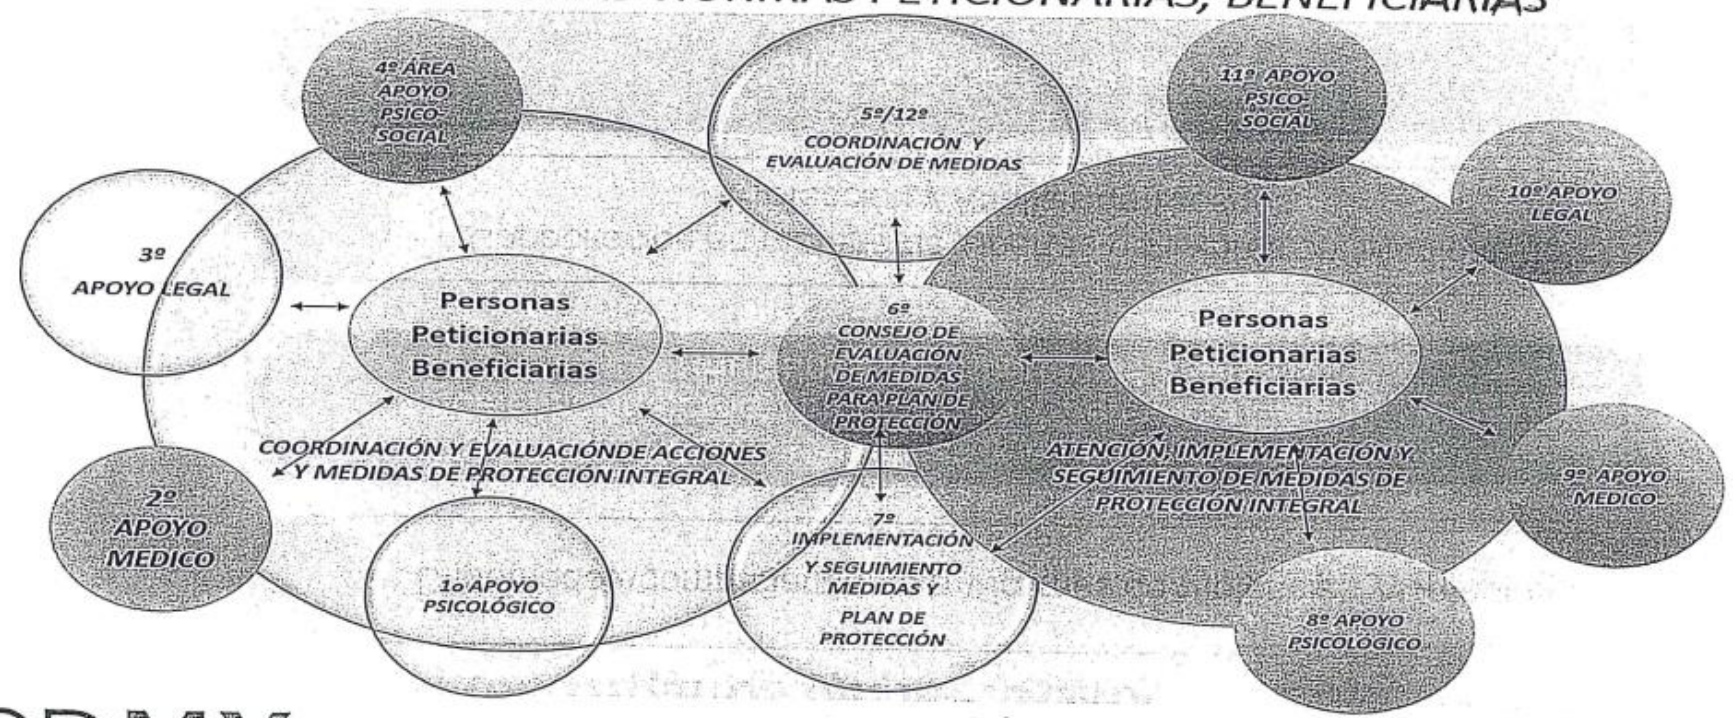 PETICIONARIAS, BENEFICIARIAS
4º ÁREA
APOYO
PSICO-
SOCIAL
5º/12º
COORDINACIÓN Y
EVALUACIÓN DE MEDIDAS
11º APOYO
PSICO-
SOCIAL
10º APOYO
LEGAL
3º
APOYO LEGAL
Personas
Peticionarias
Beneficiarias
6º
CONSEJO DE
EVALUACIÓN
DE MEDIDAS
PARA PLAN DE
PROTECCIÓN
Personas
Peticionarias
Beneficiarias
COORDINACIÓN Y EVALUACIÓNDE ACCIONES
Y MEDIDAS DE PROTECCIÓN INTEGRAL
ATENCIÓN, IMPLEMENTACIÓN Y
SEGUIMIENTO DE MEDIDAS DE
PROTECCIÓN INTEGRAL
2º
APOYO
MEDICO
1o APOYO
PSICOLÓGICO
7º
IMPLEMENTACIÓN
Y SEGUIMIENTO
MEDIDAS Y
PLAN DE
PROTECCIÓN
9º APOYO
MEDICO
8º APOYO
PSICOLÓGICO